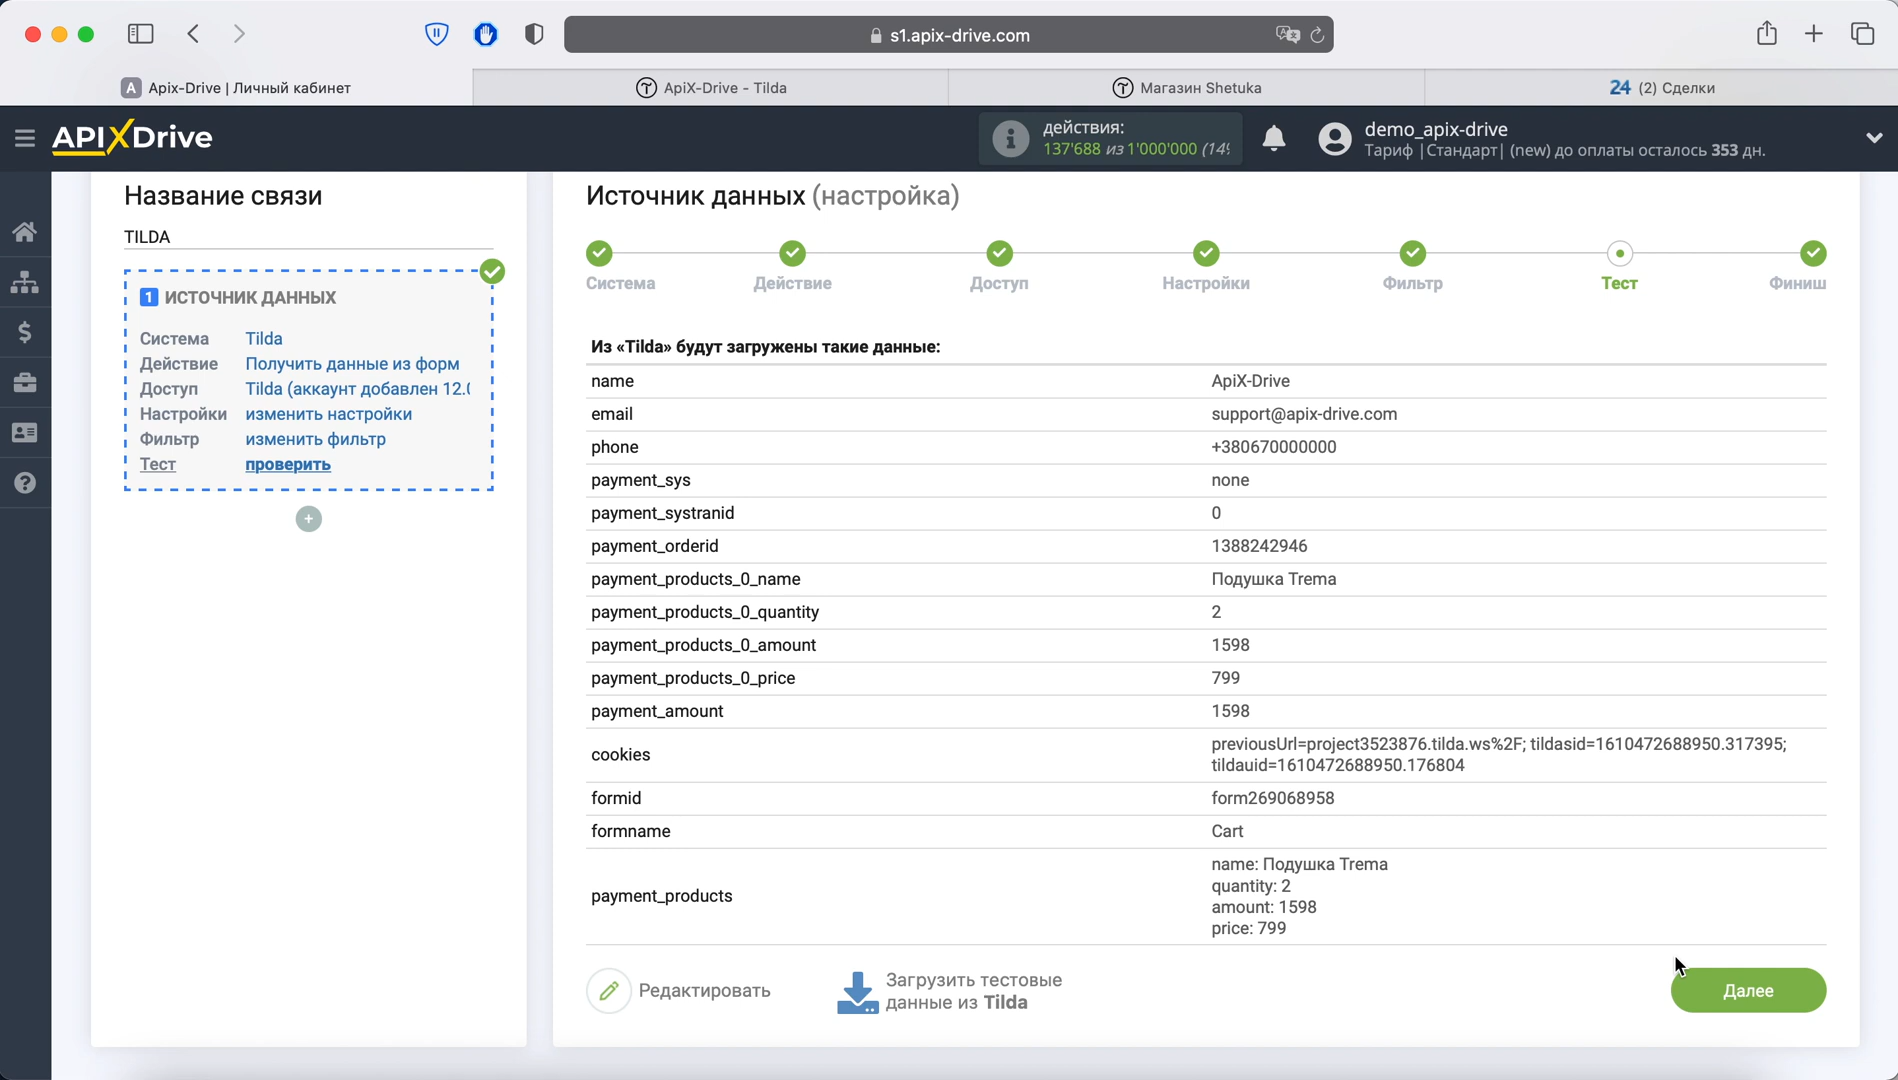 s1.apix-drive.com
A Apix-Drive | Личный кабинет
ApiX-Drive - Tilda
Магазин Shetuka
24 (2) Сделки
APIXDrive
действия:
137'688 из 1'000'000 (14%
demo_apix-drive
Тариф |Стандарт| (new) до оплаты осталось 353 дн.
Название связи
TILDA
1 ИСТОЧНИК ДАННЫХ
Система Tilda
Действие Получить данные из форм
Доступ Tilda (аккаунт добавлен 12.0
Настройки изменить настройки
Фильтр изменить фильтр
Тест проверить
Источник данных (настройка)
Система Действие Доступ Настройки Фильтр Тест Финиш
Из «Tilda» будут загружены такие данные:
name ApiX-Drive
email support@apix-drive.com
phone +380670000000
payment_sys none
payment_systranid 0
payment_orderid 1388242946
payment_products_0_name Подушка Trema
payment_products_0_quantity 2
payment_products_0_amount 1598
payment_products_0_price 799
payment_amount 1598
cookies previousUrl=project3523876.tilda.ws%2F; tildasid=1610472688950.317395;
tildauid=1610472688950.176804
formid form269068958
formname Cart
payment_products name: Подушка Trema
quantity: 2
amount: 1598
price: 799
Редактировать
Загрузить тестовые
данные из Tilda
Далее